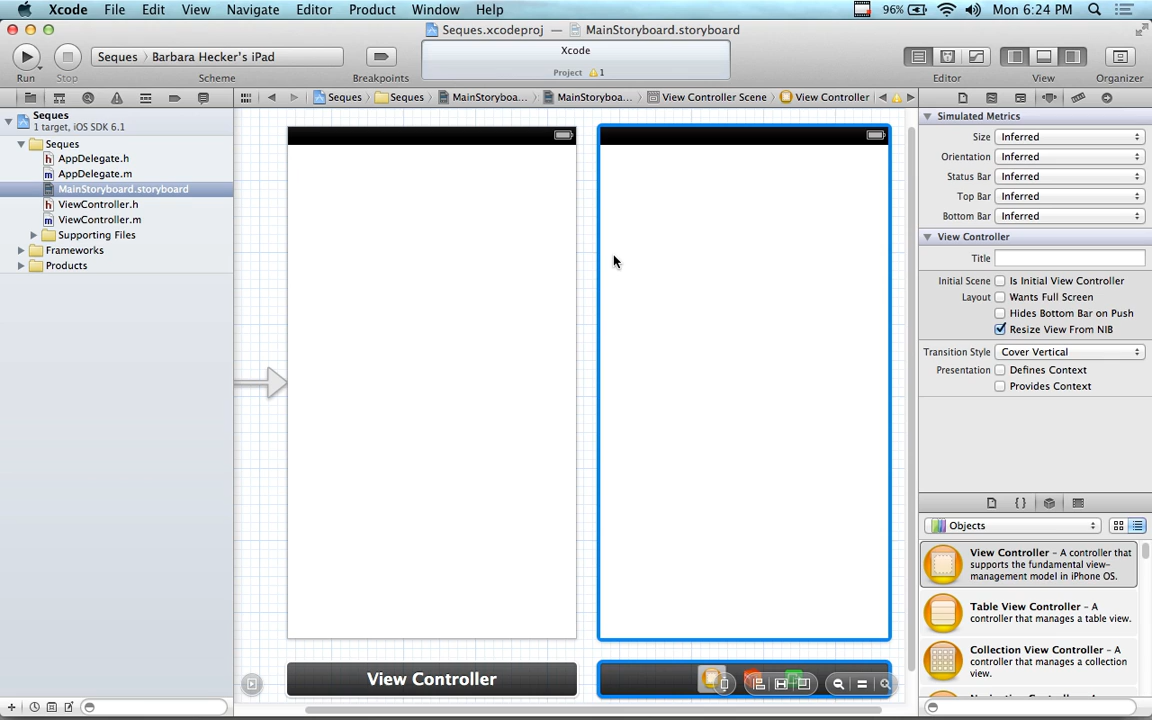 Xcode File Edit View Navigate Editor Product Window Help 96% Mon 6:24 PM
Seques.xcodeproj — MainStoryboard.storyboard
Seques 〉 Barbara Hecker's iPad
Xcode
Project 1
Run Stop Scheme Breakpoints Editor View Organizer
Seques Seques MainStoryboa... MainStoryboa... View Controller Scene View Controller
Seques
1 target, iOS SDK 6.1
Seques
AppDelegate.h
AppDelegate.m
MainStoryboard.storyboard
ViewController.h
ViewController.m
Supporting Files
Frameworks
Products
View Controller
Simulated Metrics
Size Inferred
Orientation Inferred
Status Bar Inferred
Top Bar Inferred
Bottom Bar Inferred
View Controller
Title
Initial Scene Is Initial View Controller
Layout Wants Full Screen
Hides Bottom Bar on Push
Resize View From NIB
Transition Style Cover Vertical
Presentation Defines Context
Provides Context
Objects
View Controller – A controller that
supports the fundamental view-
management model in iPhone OS.
Table View Controller – A
controller that manages a table view.
Collection View Controller – A
controller that manages a collection
view.